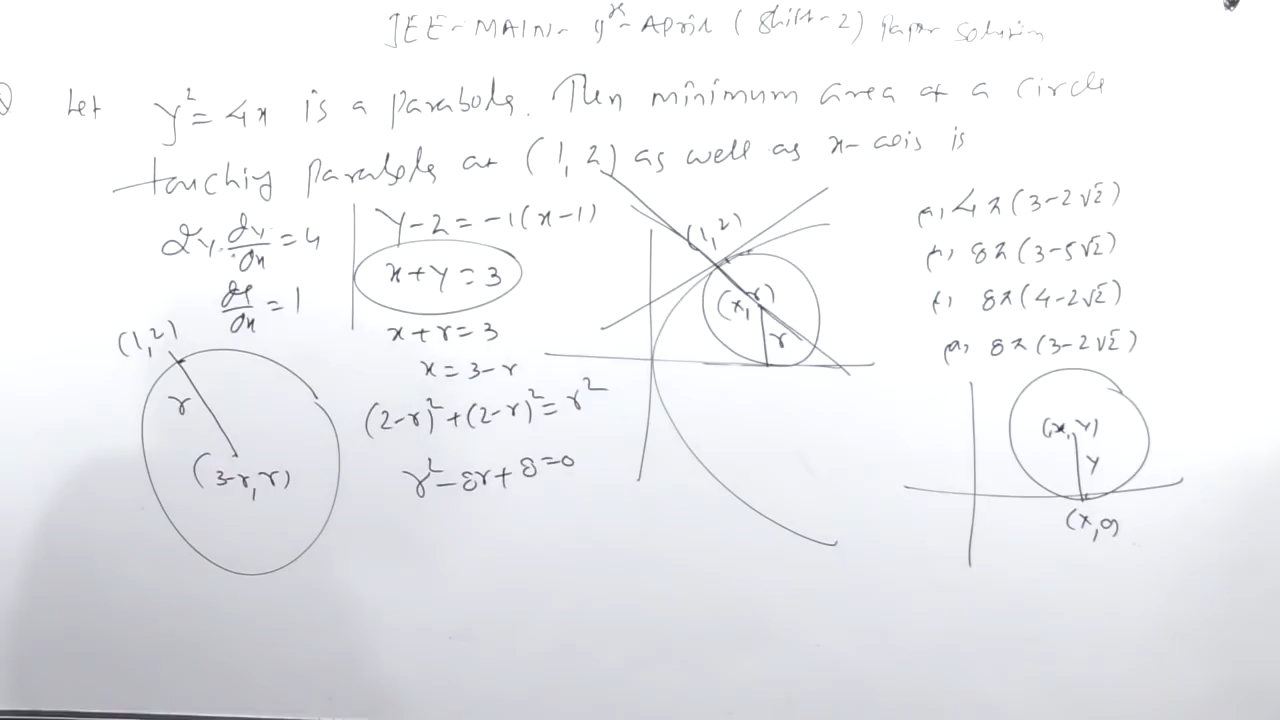 JEE-MAIN- 9th-April (Shift-2) Paper Solution
Let y² = 4x is a parabola. Then minimum area of a circle
touching parabola at (1, 2) as well as x-axis is
2y. dy/dx = 4
dy/dx = 1
y-2 = -1(x-1)
x+y = 3
x+r = 3
x = 3-r
(2-r)²+(2-r)² = r²
r²-8r+8=0
(1,2)
r
(3-r, r)
(1, 2)
(x, r)
r
a) 4π(3-2√2)
b) 8π(3-5√2)
c) 8π(4-2√2)
d) 8π(3-2√2)
(x, y)
y
(x, 0)